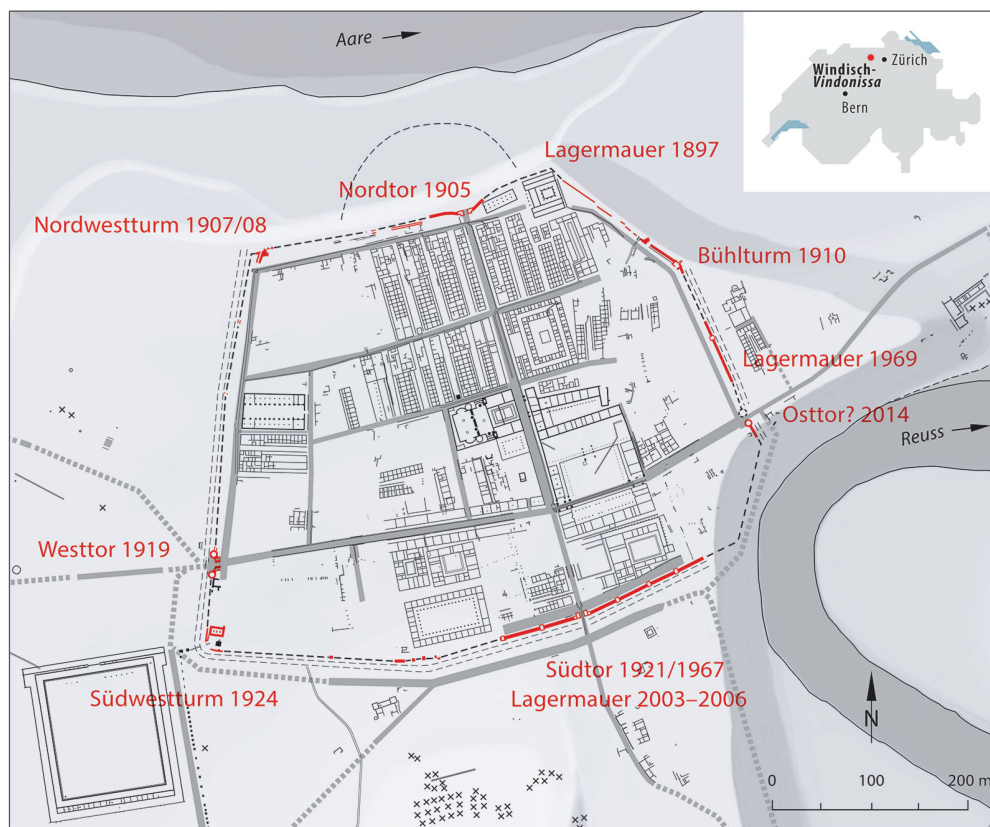 Aare
Windisch-
Vindonissa
Zürich
Bern
Lagermauer 1897
Nordtor 1905
Nordwestturm 1907/08
Bühlturm 1910
Lagermauer 1969
Osttor? 2014
Reuss
Westtor 1919
Südwestturm 1924
Südtor 1921/1967
Lagermauer 2003–2006
N
0 100 200 m